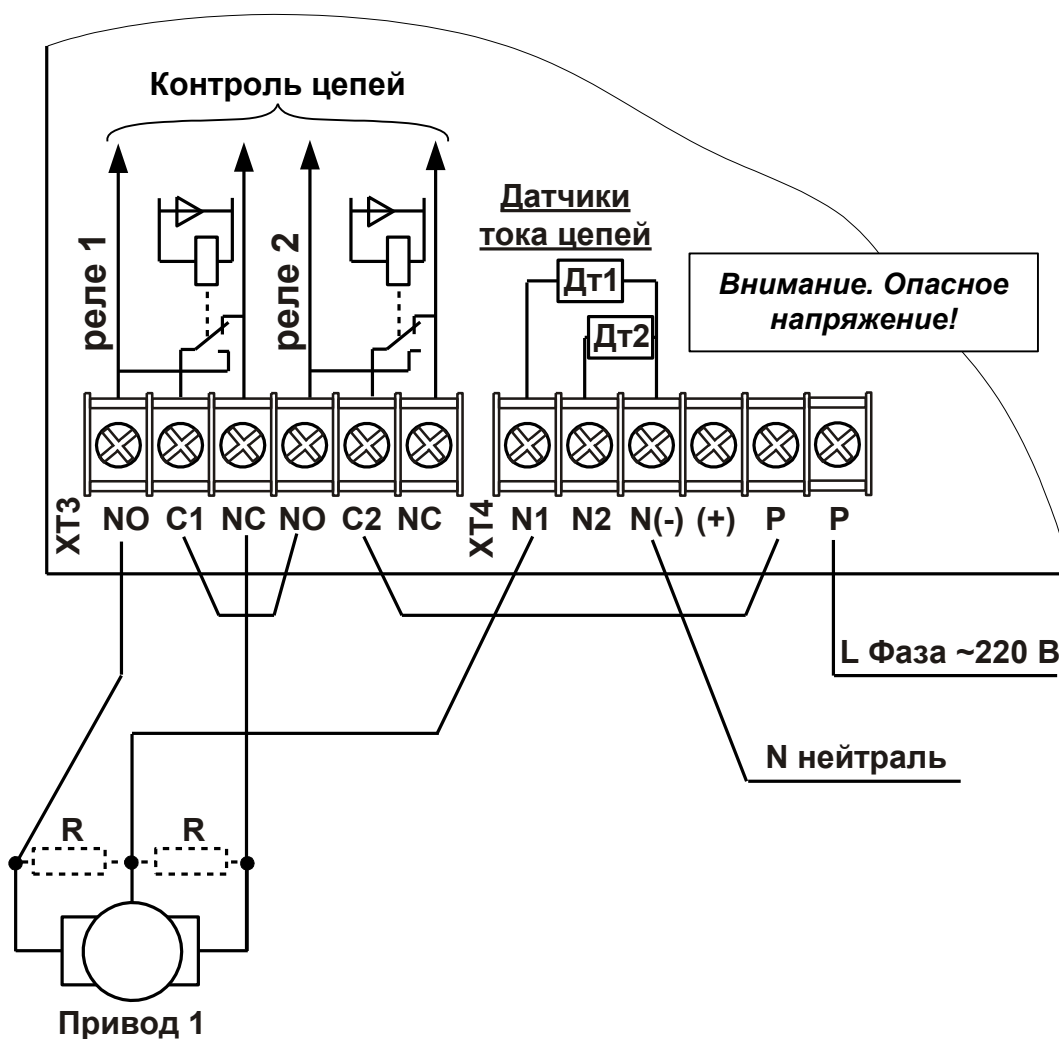 Контроль цепей
реле 1
реле 2
Датчики
тока цепей
Дт1
Дт2
Внимание. Опасное
напряжение!
XT3
NO C1 NC NO C2 NC
XT4
N1 N2 N(-) (+) P P
L Фаза ~220 В
N нейтраль
R R
Привод 1